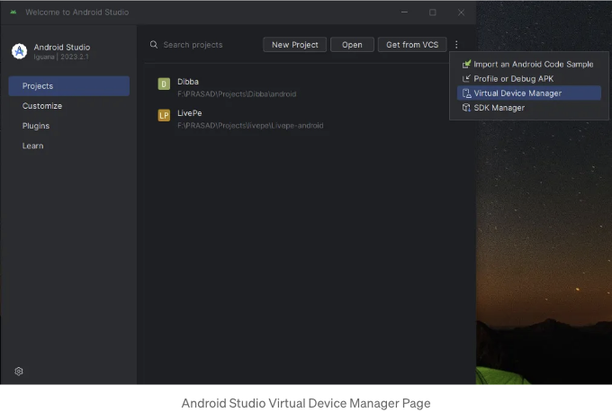 Welcome to Android Studio
Android Studio
Iguana | 2023.2.1
Search projects
New Project
Open
Get from VCS
Projects
Customize
Plugins
Learn
D
Dibba
F:\PRASAD\Projects\Dibba\android
LP
LivePe
F:\PRASAD\Projects\livepe\Livepe-android
Import an Android Code Sample
Profile or Debug APK
Virtual Device Manager
SDK Manager
Android Studio Virtual Device Manager Page